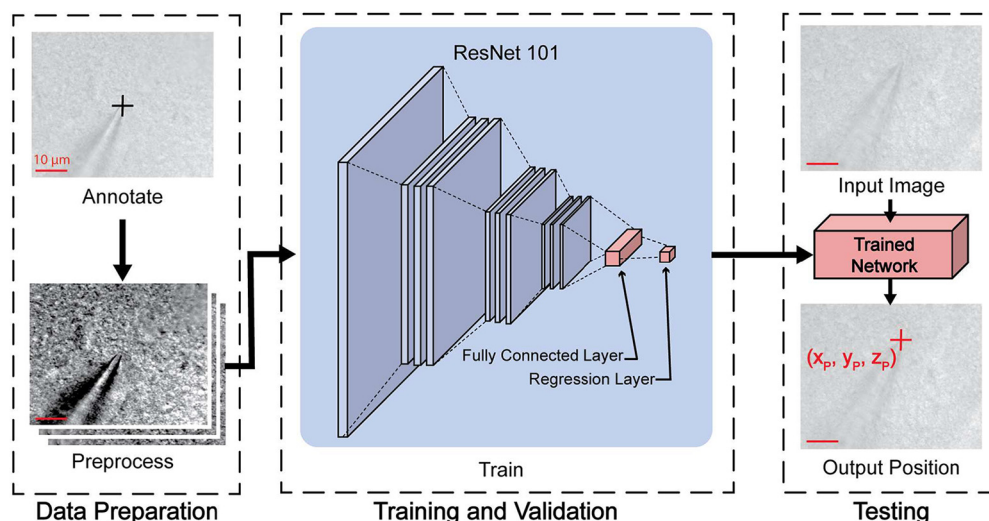 10 µm
Annotate
Preprocess
Data Preparation
ResNet 101
Fully Connected Layer
Regression Layer
Train
Training and Validation
Input Image
Trained
Network
(xₚ, yₚ, zₚ)
Output Position
Testing